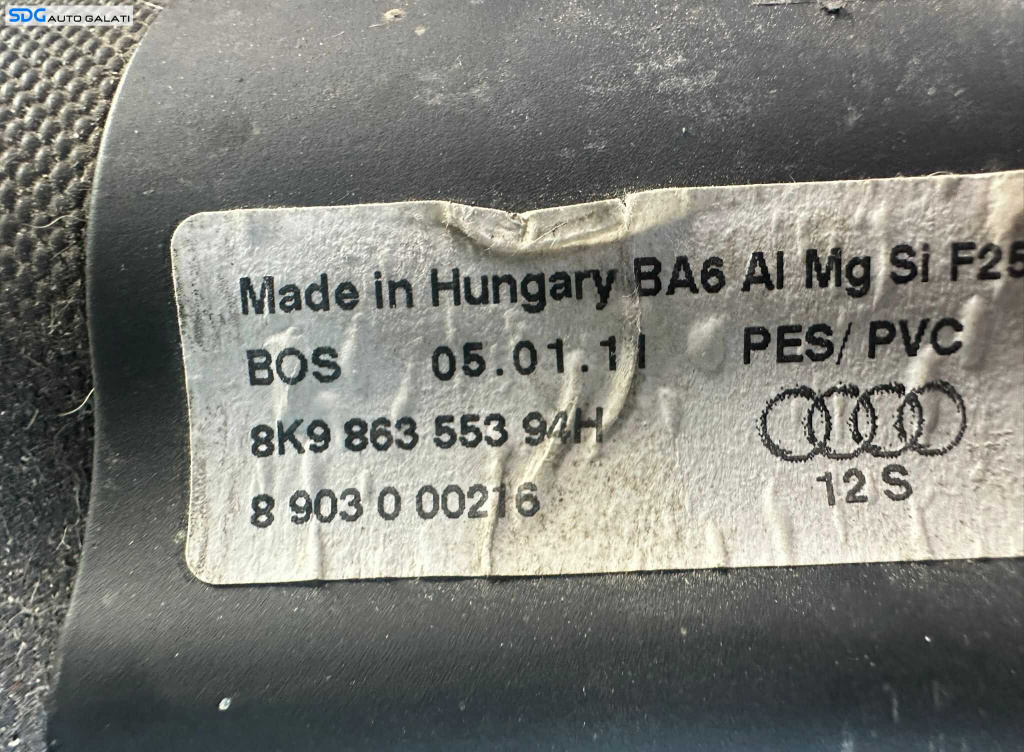 SDG AUTO GALATI
Made in Hungary BA6 Al Mg Si F25
BOS 05.01.11 PES/ PVC
8K9 863 553 94H
12 S
8 903 0 00216